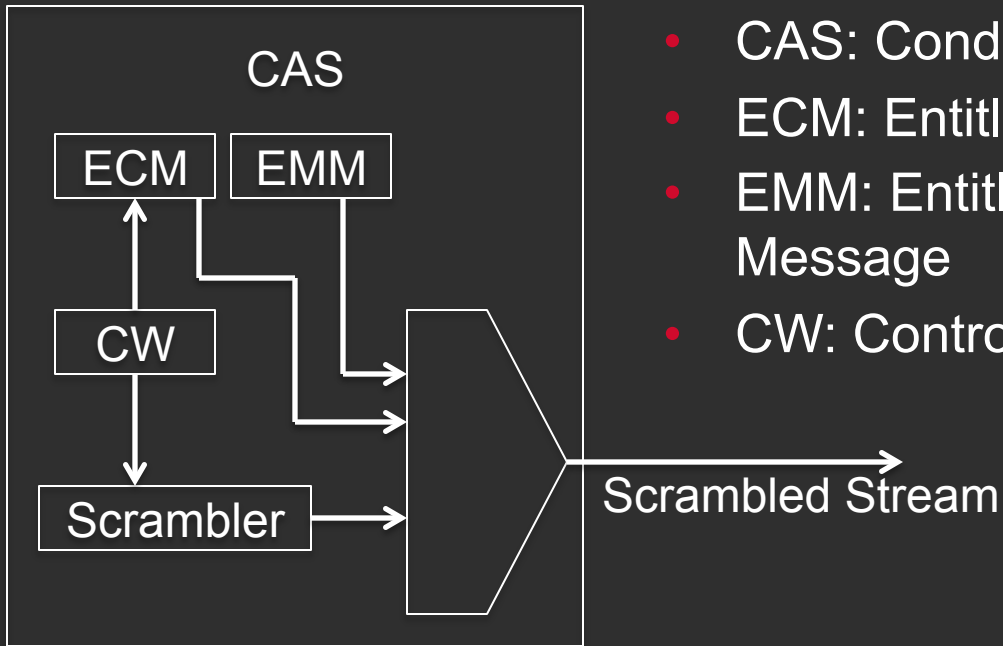 CAS
ECM EMM
CW
Scrambler
• CAS: Cond
• ECM: Entitl
• EMM: Entitl
Message
• CW: Contro
Scrambled Stream